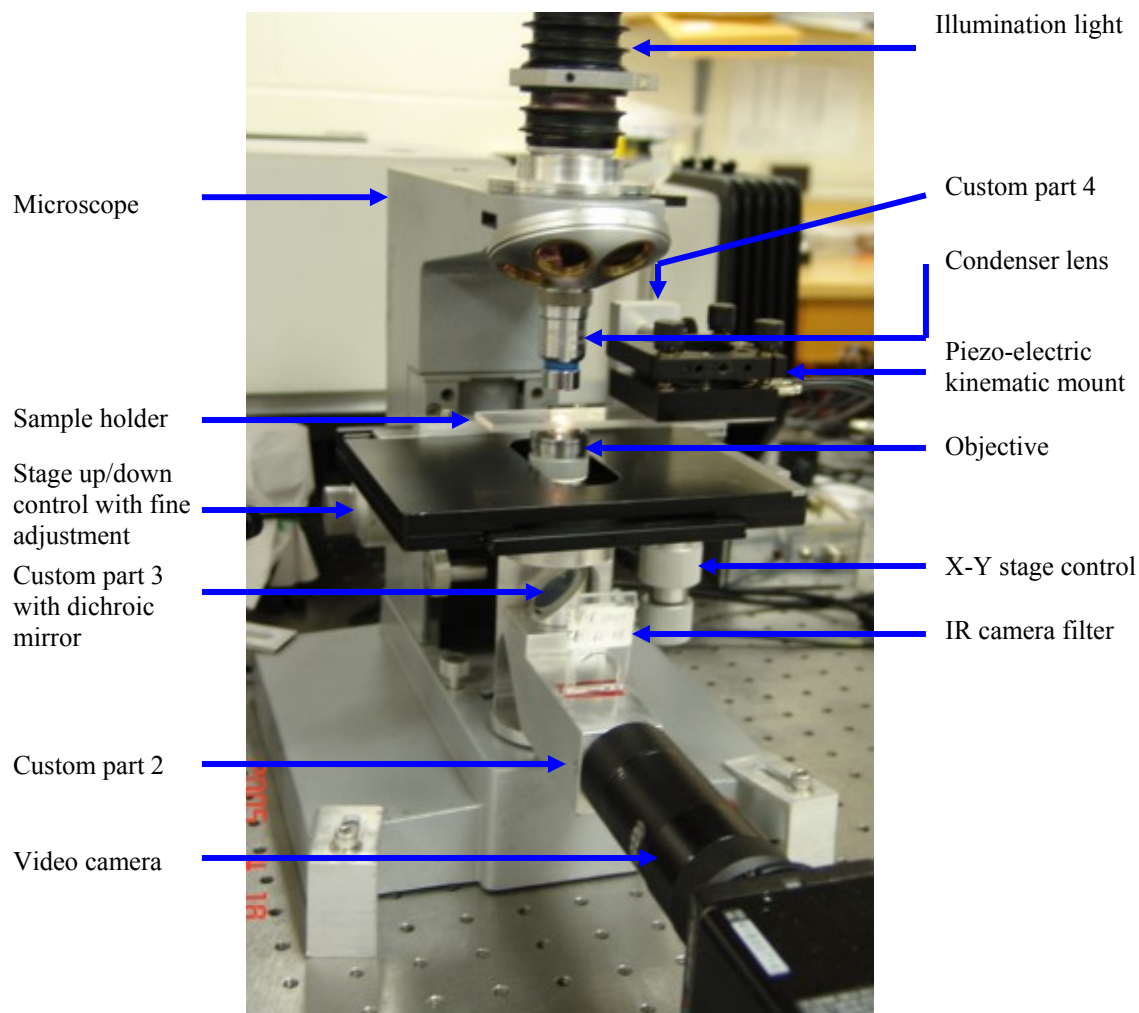 Illumination light
Microscope
Custom part 4
Condenser lens
Piezo-electric
kinematic mount
Sample holder
Objective
Stage up/down
control with fine
adjustment
Custom part 3
with dichroic
mirror
X-Y stage control
IR camera filter
Custom part 2
Video camera